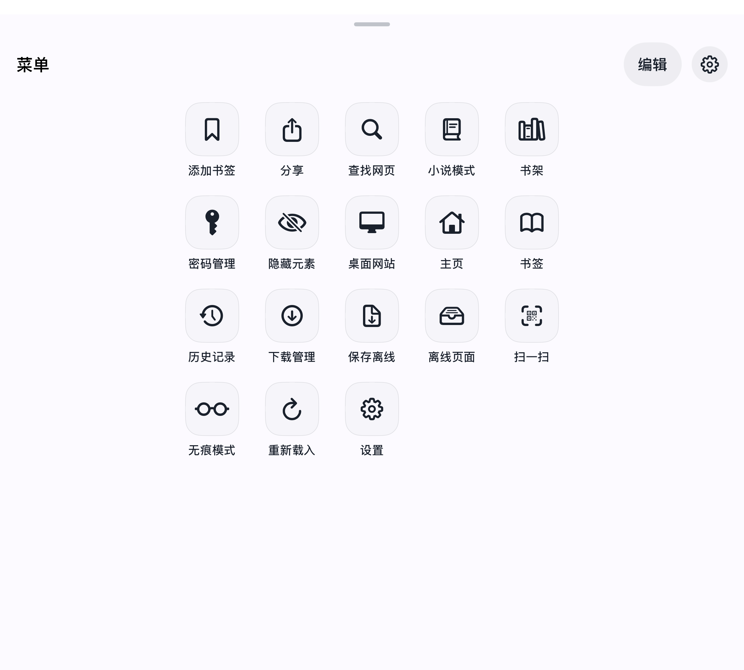 菜单
编辑
添加书签 分享 查找网页 小说模式 书架
密码管理 隐藏元素 桌面网站 主页 书签
历史记录 下载管理 保存离线 离线页面 扫一扫
无痕模式 重新载入 设置